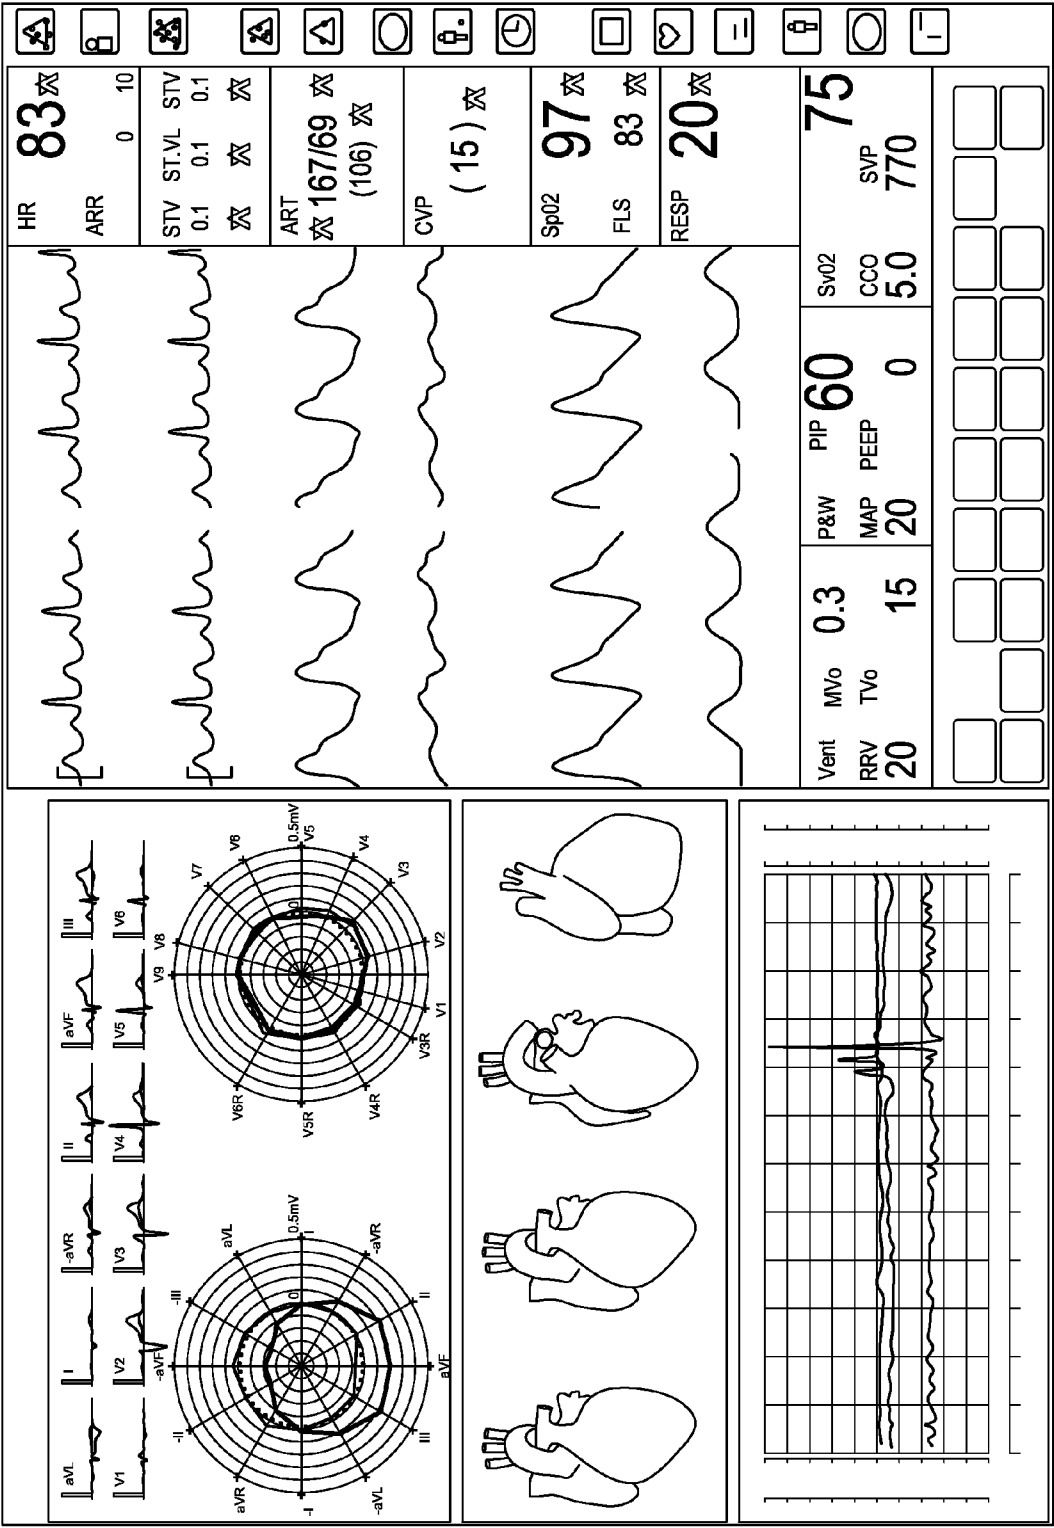 aVL I -aVR II aVF III
V1 V2 V3 V4 V5 V6
-aVF
-II -III
aVR aVL
-I 0 0.5mV I
-aVL -aVR
III II
aVF
V9 V8
V7
V6R V6
V5R 0 0.5mV V5
V4R V4
V3R V3
V1 V2
HR 83
ARR 0 10
STV ST.VL STV
0.1 0.1 0.1
ART
167/69
(106)
CVP
( 15 )
Sp02 97
FLS 83
RESP 20
Vent MVo 0.3
RRV TVo
20 15
P&W PIP 60
MAP PEEP
20 0
Sv02 75
CCO SVP
5.0 770